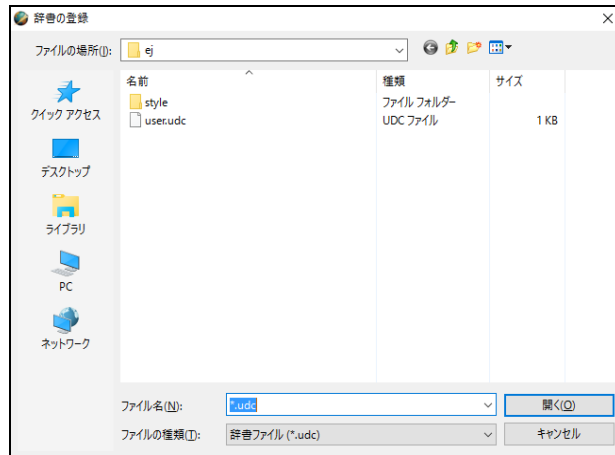 辞書の登録
ファイルの場所(I):
ej
クイック アクセス
デスクトップ
ライブラリ
PC
ネットワーク
名前 種類 サイズ
style ファイル フォルダー
user.udc UDC ファイル 1 KB
ファイル名(N): *.udc 開く(O)
ファイルの種類(T): 辞書ファイル (*.udc) キャンセル